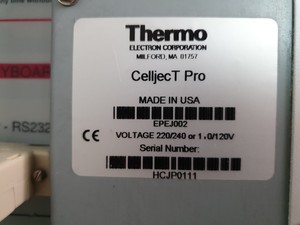 Thermo
ELECTRON CORPORATION
MILFORD, MA 01757
CelljecT Pro
MADE IN USA
EPEJ002
VOLTAGE 220/240 or 1.0/120V
Serial Number:
HCJP0111
CE
- RS232